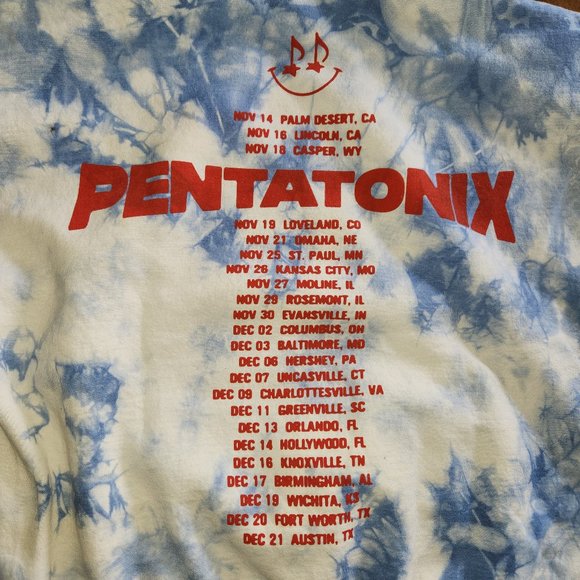 NOV 14 PALM DESERT, CA
NOV 16 LINCOLN, CA
NOV 18 CASPER, WY
PENTATONIX
NOV 19 LOVELAND, CO
NOV 21 OMAHA, NE
NOV 25 ST. PAUL, MN
NOV 26 KANSAS CITY, MO
NOV 27 MOLINE, IL
NOV 29 ROSEMONT, IL
NOV 30 EVANSVILLE, IN
DEC 02 COLUMBUS, OH
DEC 03 BALTIMORE, MD
DEC 06 HERSHEY, PA
DEC 07 UNCASVILLE, CT
DEC 09 CHARLOTTESVILLE, VA
DEC 11 GREENVILLE, SC
DEC 13 ORLANDO, FL
DEC 14 HOLLYWOOD, FL
DEC 16 KNOXVILLE, TN
DEC 17 BIRMINGHAM, AL
DEC 19 WICHITA, KS
DEC 20 FORT WORTH, TX
DEC 21 AUSTIN, TX